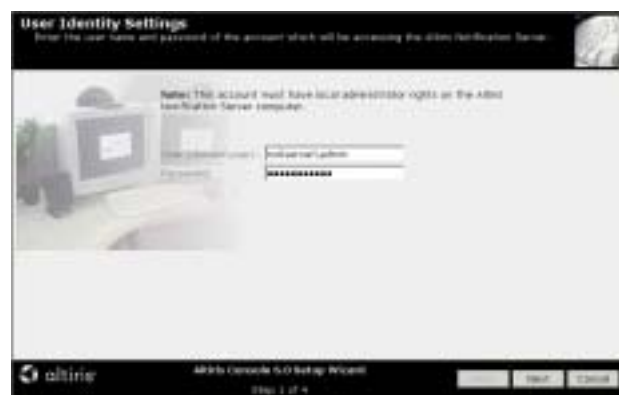 User Identity Settings
Enter the user name and password of the account which will be accessing the Altiris Notification Server.
Note: This account must have local administrator rights on the Altiris
Notification Server computer.
Password:
●●●●●●●●●●●
altiris
Altiris Console 6.0 Setup Wizard
Step 1 of 4
Next
Cancel